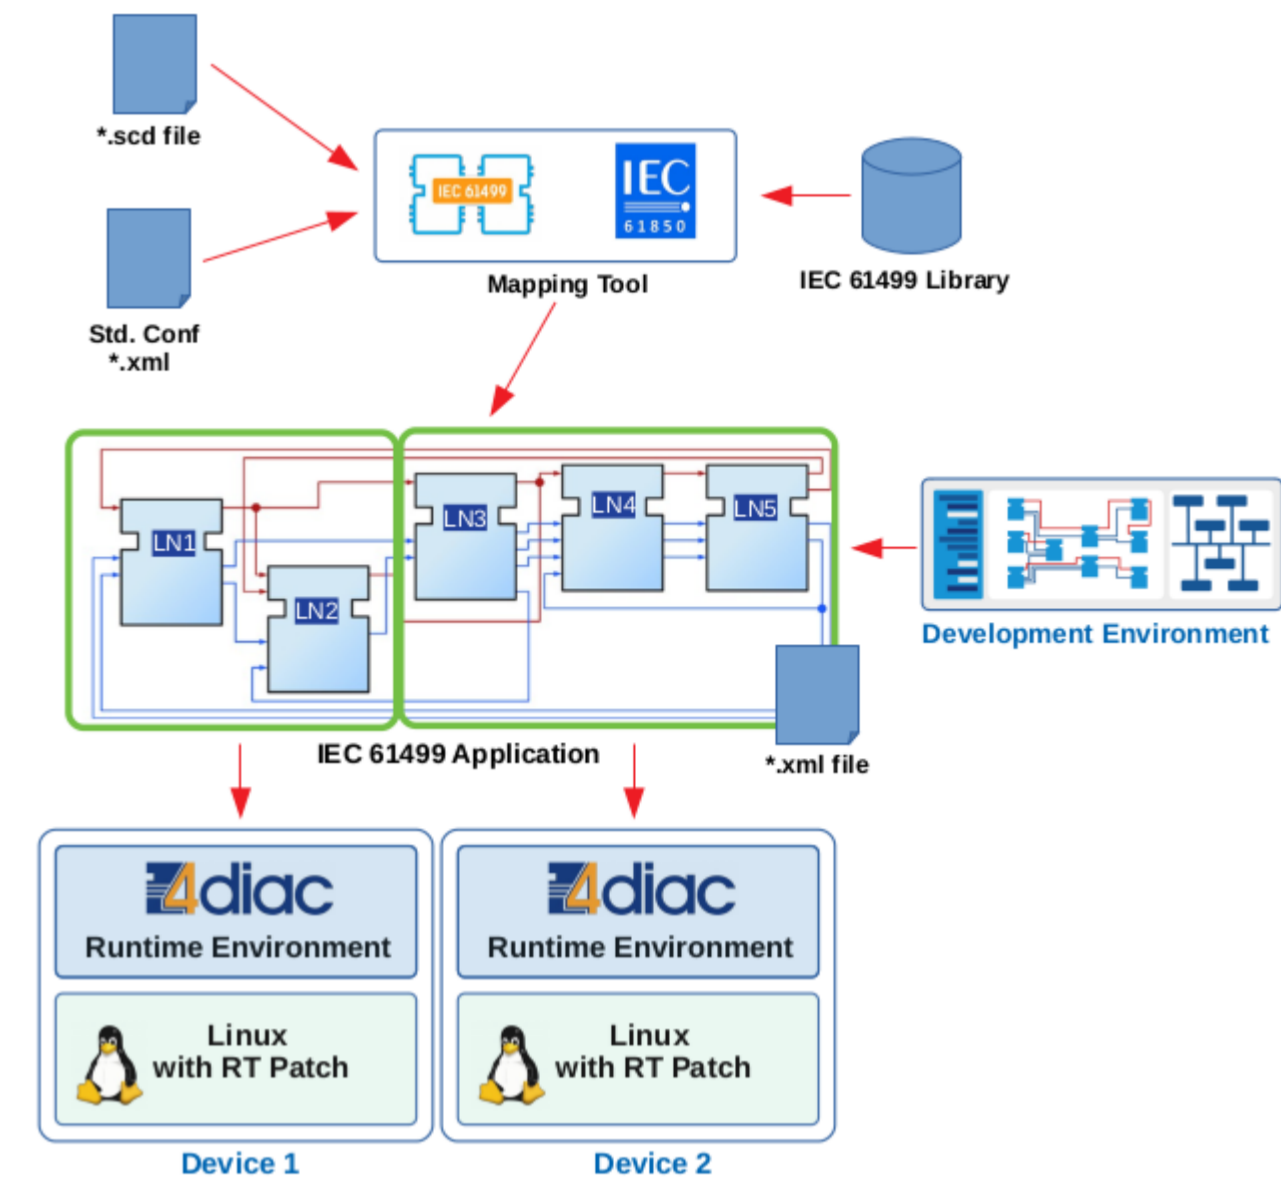 *.scd file
IEC 61499
IEC
61850
Mapping Tool
IEC 61499 Library
Std. Conf
*.xml
LN1
LN2
LN3
LN4
LN5
Development Environment
IEC 61499 Application
*.xml file
4diac
Runtime Environment
Linux
with RT Patch
Device 1
4diac
Runtime Environment
Linux
with RT Patch
Device 2